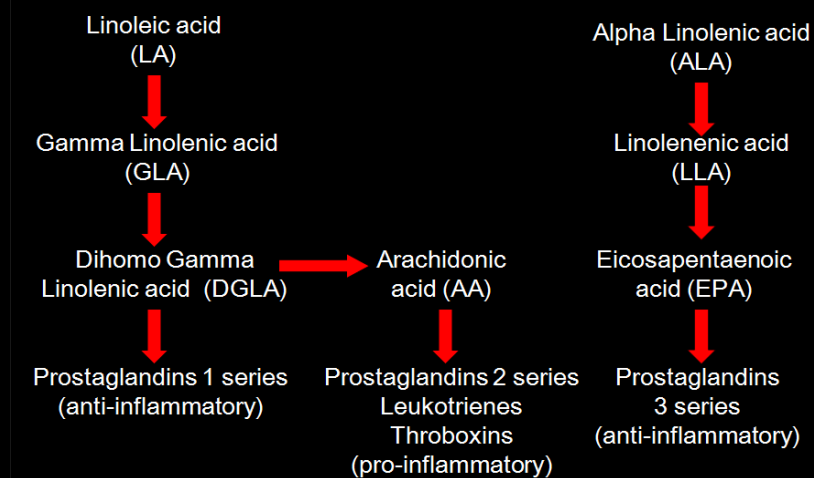 Linoleic acid
(LA)
Alpha Linolenic acid
(ALA)
Gamma Linolenic acid
(GLA)
Linolenenic acid
(LLA)
Dihomo Gamma
Linolenic acid (DGLA)
Arachidonic
acid (AA)
Eicosapentaenoic
acid (EPA)
Prostaglandins 1 series
(anti-inflammatory)
Prostaglandins 2 series
Leukotrienes
Throboxins
(pro-inflammatory)
Prostaglandins
3 series
(anti-inflammatory)